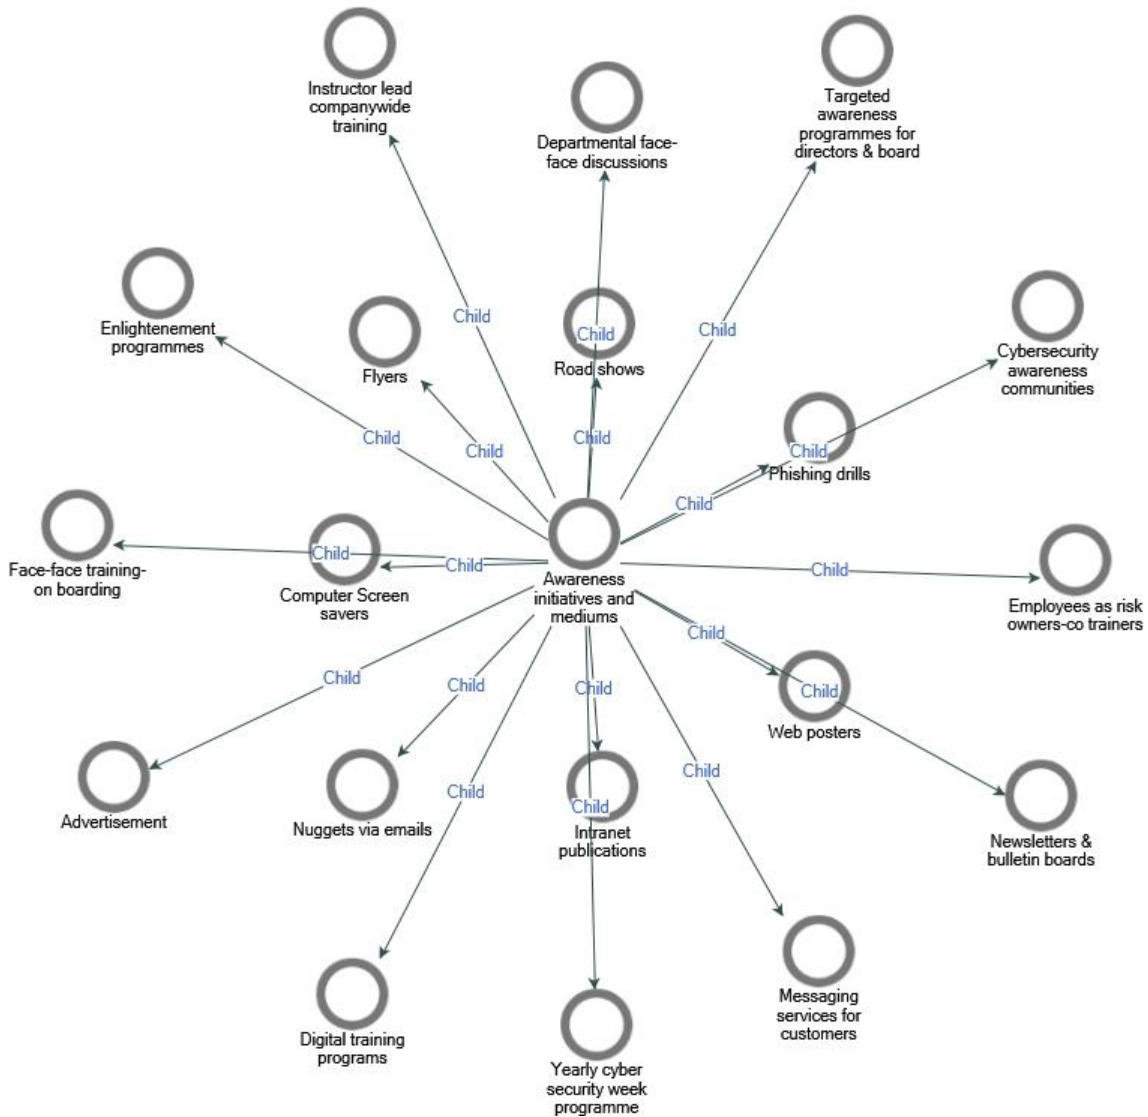 Instructor lead
companywide
training
Departmental face-
face discussions
Targeted
awareness
programmes for
directors & board
Enlightenement
programmes
Child
Flyers
Child
Road shows
Child
Cybersecurity
awareness
communities
Child
Child
Child
Child
Phishing drills
Child
Child
Face-face training-
on boarding
Child
Computer Screen
savers
Child
Awareness
initiatives and
mediums
Child
Employees as risk
owners-co trainers
Child
Child
Child
Child
Child
Web posters
Advertisement
Child
Nuggets via emails
Child
Child
Intranet
publications
Newsletters &
bulletin boards
Digital training
programs
Yearly cyber
security week
programme
Messaging
services for
customers